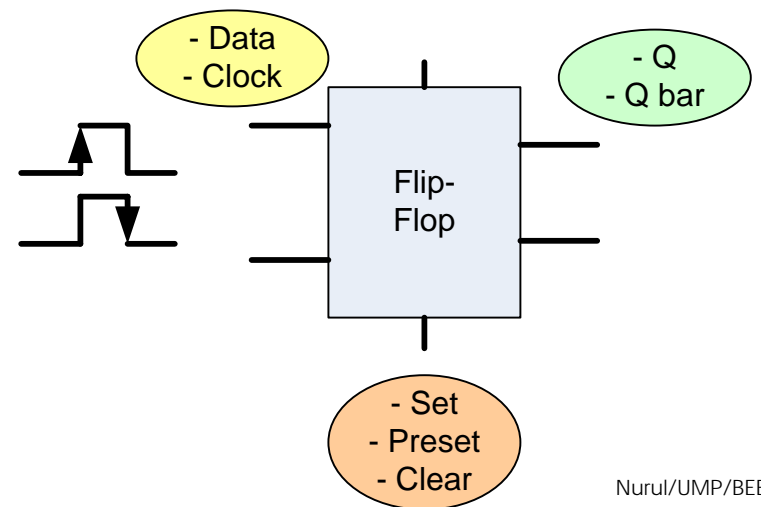 - Data
- Clock
- Q
- Q bar
Flip-
Flop
- Set
- Preset
- Clear
Nurul/UMP/BEE